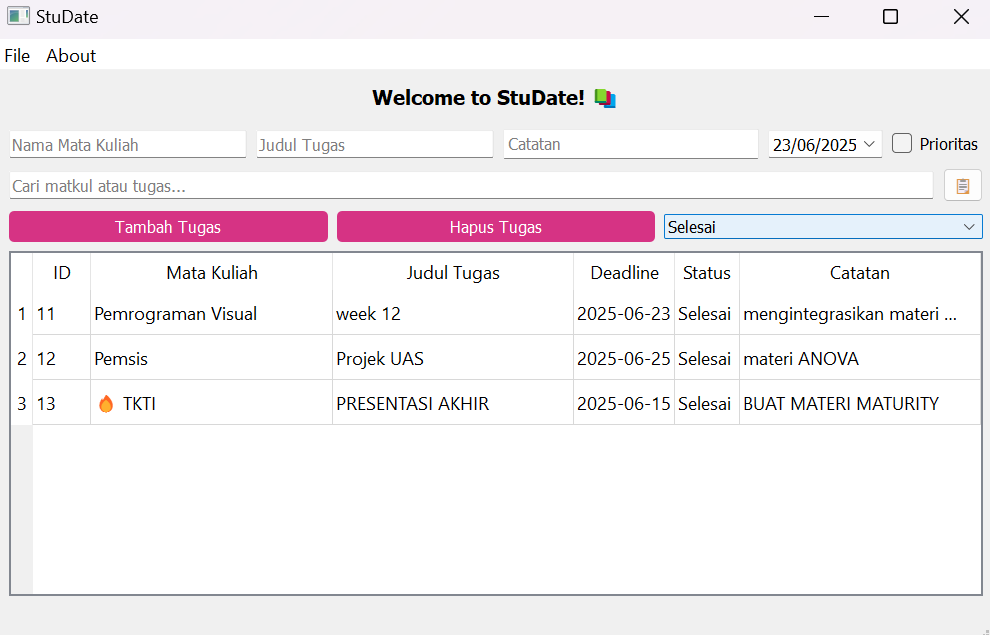 StuDate
File About
Welcome to StuDate!
Nama Mata Kuliah Judul Tugas Catatan 23/06/2025 Prioritas
Cari matkul atau tugas...
Tambah Tugas Hapus Tugas Selesai
ID Mata Kuliah Judul Tugas Deadline Status Catatan
1 11 Pemrograman Visual week 12 2025-06-23 Selesai mengintegrasikan materi ...
2 12 Pemsis Projek UAS 2025-06-25 Selesai materi ANOVA
3 13 🔥 TKTI PRESENTASI AKHIR 2025-06-15 Selesai BUAT MATERI MATURITY